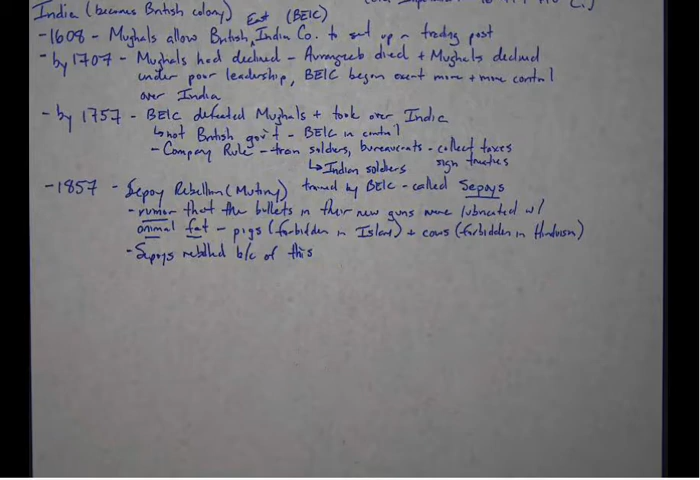 India (becomes British colony) East (BEIC)
-1608 - Mughals allow British ^ India Co. to set up a trading post
-by 1707 - Mughals had declined - Aurangzeb died + Mughals declined
under poor leadership, BEIC began exert more + more control
over India
-by 1757 - BEIC defeated Mughals + took over India
↳ not British gov't - BEIC in control
- Company Rule - train soldiers, bureaucrats - collect taxes
↳ Indian soldiers sign treaties
-1857 - Sepoy Rebellion (Mutiny) trained by BEIC - called Sepoys
- rumor that the bullets in their new guns were lubricated w/
animal fat - pigs (forbidden in Islam) + cows (forbidden in Hinduism)
- Sepoys rebelled b/c of this